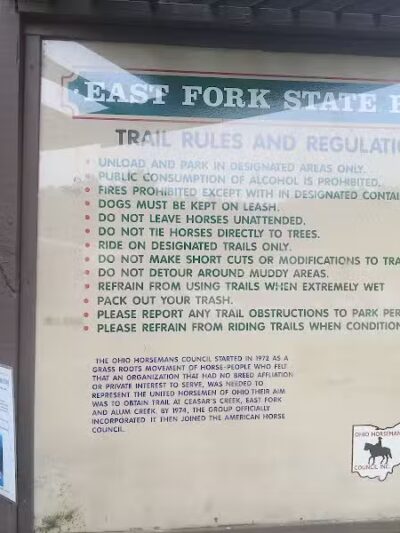 EAST FORK STATE
TRAIL RULES AND REGULATI
UNLOAD AND PARK IN DESIGNATED AREAS ONLY.
PUBLIC CONSUMPTION OF ALCOHOL IS PROHIBITED.
FIRES PROHIBITED EXCEPT WITH IN DESIGNATED CONTAI
DOGS MUST BE KEPT ON LEASH.
DO NOT LEAVE HORSES UNATTENDED.
DO NOT TIE HORSES DIRECTLY TO TREES.
RIDE ON DESIGNATED TRAILS ONLY.
DO NOT MAKE SHORT CUTS OR MODIFICATIONS TO TRA
DO NOT DETOUR AROUND MUDDY AREAS.
REFRAIN FROM USING TRAILS WHEN EXTREMELY WET
PACK OUT YOUR TRASH.
PLEASE REPORT ANY TRAIL OBSTRUCTIONS TO PARK PER
PLEASE REFRAIN FROM RIDING TRAILS WHEN CONDITION
THE OHIO HORSEMANS COUNCIL STARTED IN 1972 AS A
GRASS ROOTS MOVEMENT OF HORSE-PEOPLE WHO FELT
THAT AN ORGANIZATION THAT HAD NO BREED AFFLIATION
OR PRIVATE INTEREST TO SERVE, WAS NEEDED TO
REPRESENT THE UNITED HORSEMEN OF OHIO THEIR AIM
WAS TO OBTAIN TRAIL AT CEASAR'S CREEK, EAST FORK
AND ALUM CREEK. BY 1974, THE GROUP OFFICIALLY
INCORPORATED. IT THEN JOINED THE AMERICAN HORSE
COUNCIL.
OHIO HORSEMAN
COUNCIL, INC.